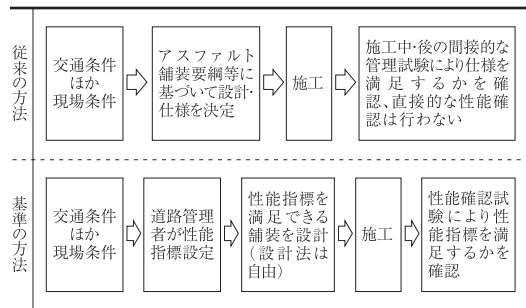 従来の方法
交通条件
ほか
現場条件
アスファルト
舗装要綱等に
基づいて設計・
仕様を決定
施工
施工中・後の間接的な
管理試験により仕様を
満足するかを確
認、直接的な性能確
認は行わない
基準の方法
交通条件
ほか
現場条件
道路管理
者が性能
指標設定
性能指標を
満足できる
舗装を設計
(設計法は
自由)
施工
性能確認試
験により性
能指標を満
足するかを
確認